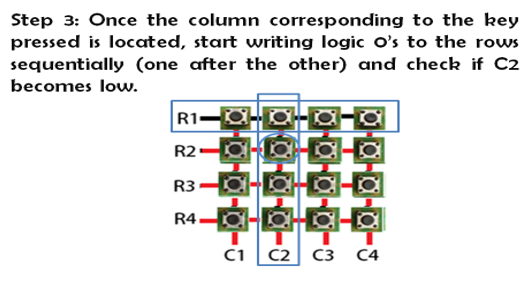 Step 3: Once the column corresponding to the key
pressed is located, start writing logic 0's to the rows
sequentially (one after the other) and check if C2
becomes low.
R1
R2
R3
R4
C1 C2 C3 C4